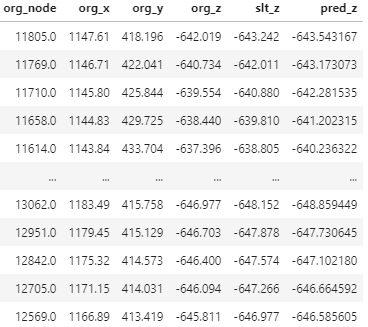 org_node org_x org_y org_z slt_z pred_z
11805.0 1147.61 418.196 -642.019 -643.242 -643.543167
11769.0 1146.71 422.041 -640.734 -642.011 -643.173073
11710.0 1145.80 425.844 -639.554 -640.880 -642.281535
11658.0 1144.83 429.725 -638.440 -639.810 -641.202315
11614.0 1143.84 433.704 -637.396 -638.805 -640.236322
... ... ... ... ... ...
13062.0 1183.49 415.758 -646.977 -648.152 -648.859449
12951.0 1179.45 415.129 -646.703 -647.878 -647.730645
12842.0 1175.32 414.573 -646.400 -647.574 -647.102180
12705.0 1171.15 414.031 -646.094 -647.266 -646.664592
12569.0 1166.89 413.419 -645.811 -646.977 -646.585605